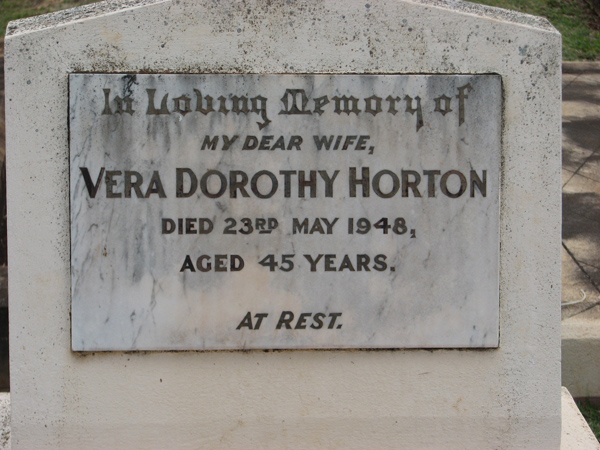 In Loving Memory of
MY DEAR WIFE,
VERA DOROTHY HORTON
DIED 23RD MAY 1948,
AGED 45 YEARS.
AT REST.